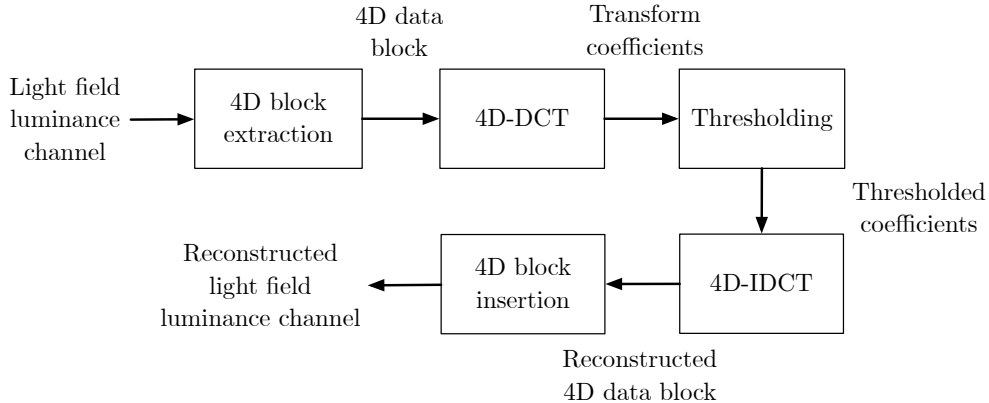 Light field
luminance
channel
4D block
extraction
4D data
block
4D-DCT
Transform
coefficients
Thresholding
Thresholded
coefficients
4D-IDCT
Reconstructed
4D data block
4D block
insertion
Reconstructed
light field
luminance channel